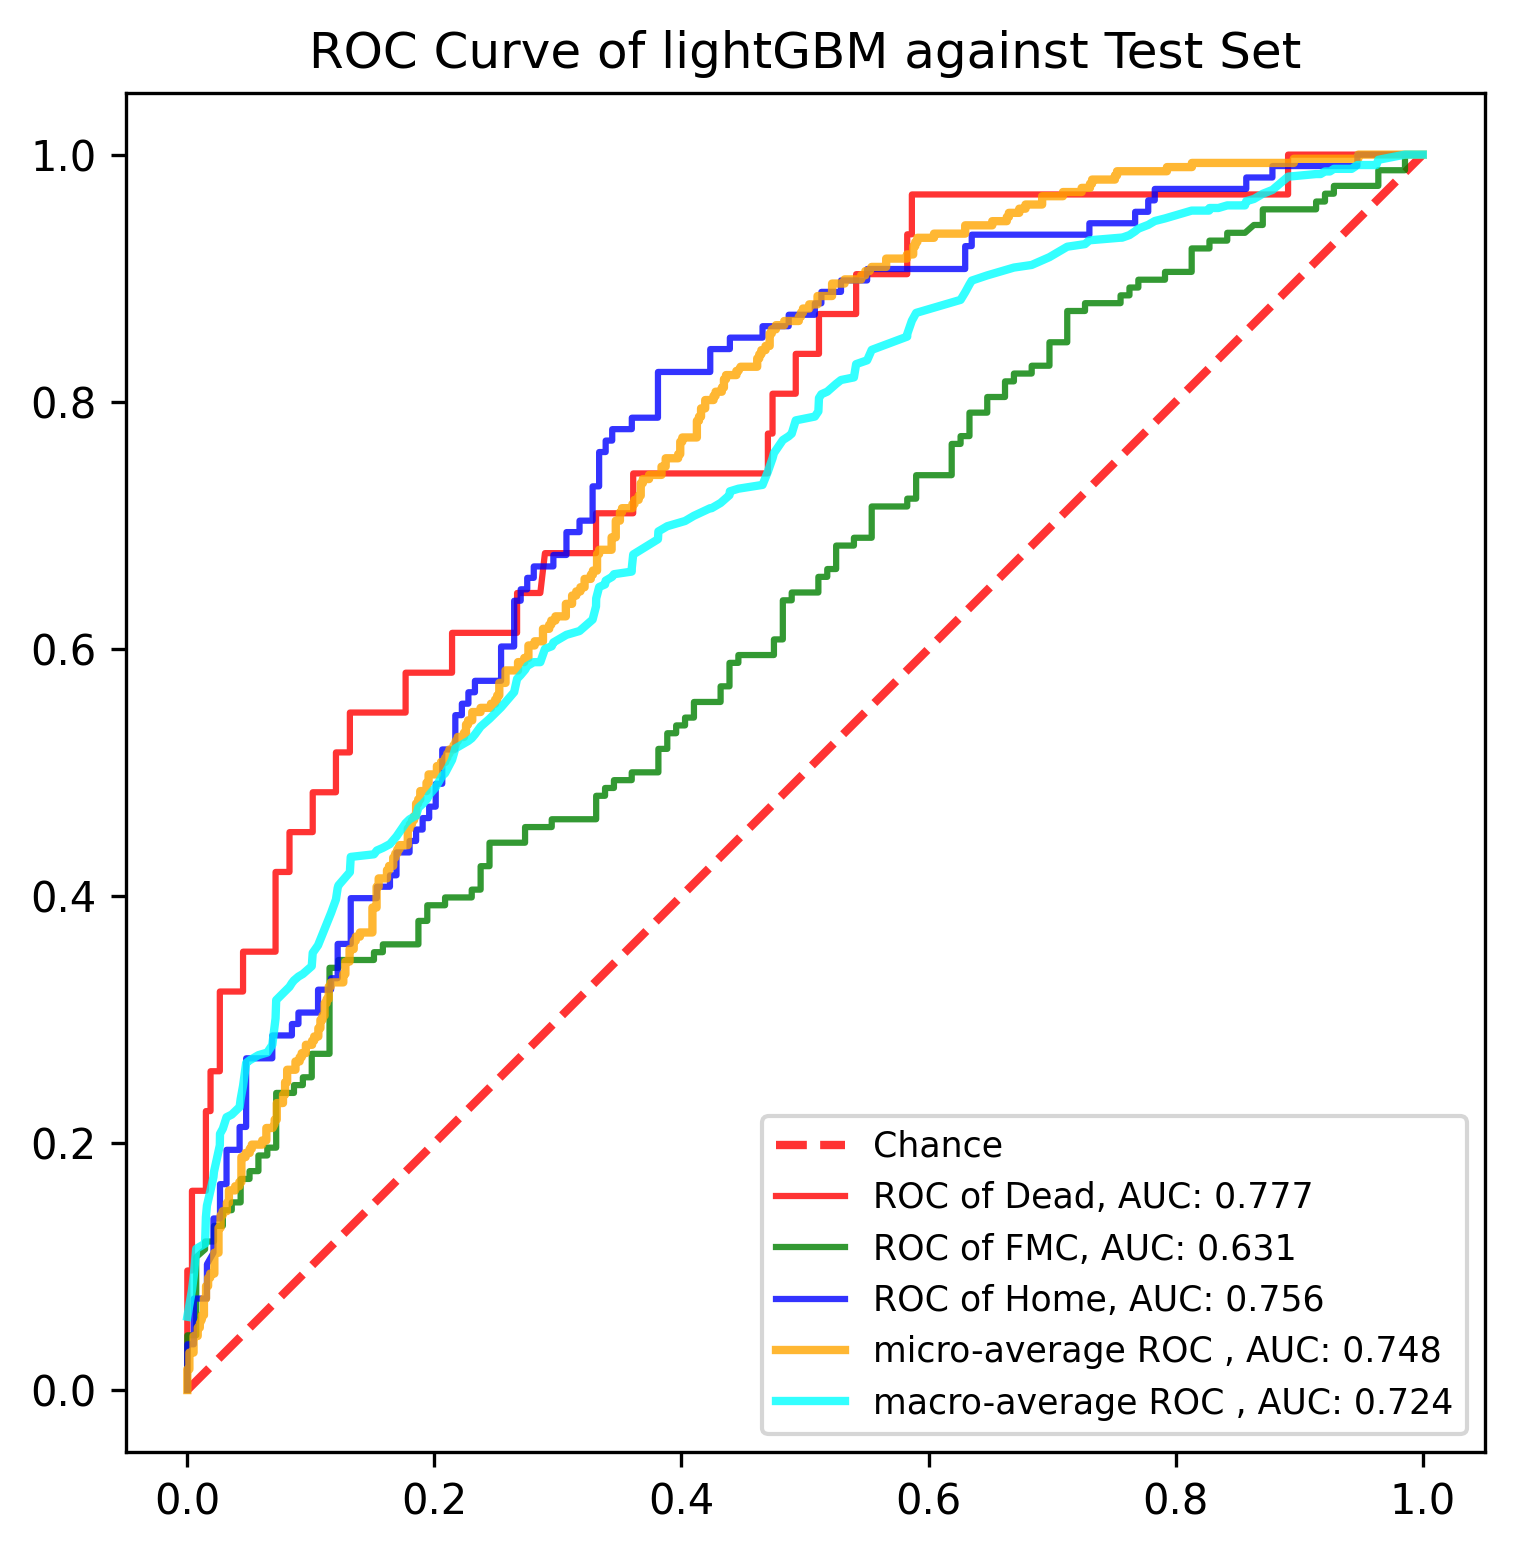 ROC Curve of lightGBM against Test Set
1.0
0.8
0.6
0.4
0.2
0.0
Chance
ROC of Dead, AUC: 0.777
ROC of FMC, AUC: 0.631
ROC of Home, AUC: 0.756
micro-average ROC , AUC: 0.748
macro-average ROC , AUC: 0.724
0.0 0.2 0.4 0.6 0.8 1.0